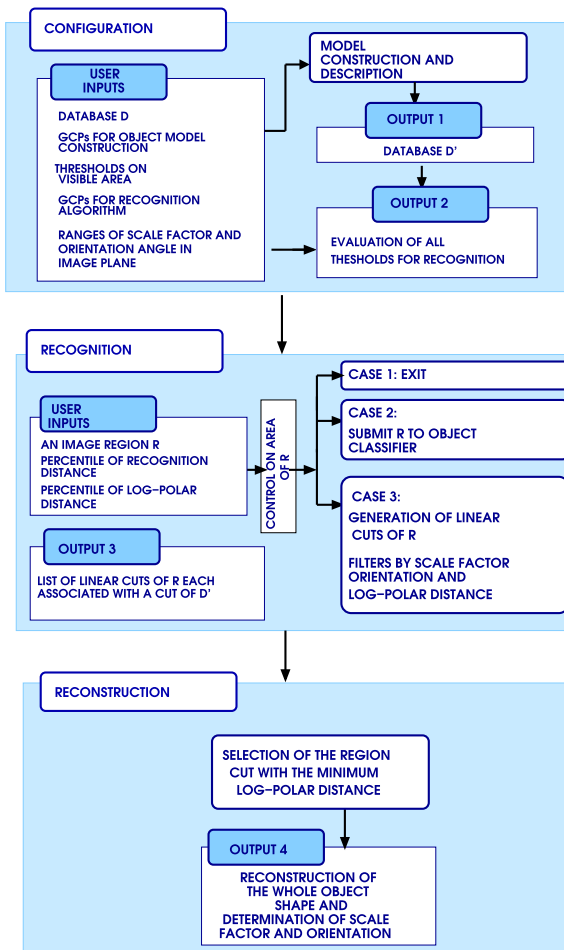 CONFIGURATION
USER
INPUTS
DATABASE D
GCPs FOR OBJECT MODEL
CONSTRUCTION
THRESHOLDS ON
VISIBLE AREA
GCPs FOR RECOGNITION
ALGORITHM
RANGES OF SCALE FACTOR AND
ORIENTATION ANGLE IN
IMAGE PLANE
MODEL
CONSTRUCTION AND
DESCRIPTION
OUTPUT 1
DATABASE D'
OUTPUT 2
EVALUATION OF ALL
THESHOLDS FOR RECOGNITION
RECOGNITION
USER
INPUTS
AN IMAGE REGION R
PERCENTILE OF RECOGNITION
DISTANCE
PERCENTILE OF LOG−POLAR
DISTANCE
OUTPUT 3
LIST OF LINEAR CUTS OF R EACH
ASSOCIATED WITH A CUT OF D'
CONTROL ON AREA
OF R
CASE 1: EXIT
CASE 2:
SUBMIT R TO OBJECT
CLASSIFIER
CASE 3:
GENERATION OF LINEAR
CUTS OF R
FILTERS BY SCALE FACTOR
ORIENTATION AND
LOG−POLAR DISTANCE
RECONSTRUCTION
SELECTION OF THE REGION
CUT WITH THE MINIMUM
LOG−POLAR DISTANCE
OUTPUT 4
RECONSTRUCTION OF
THE WHOLE OBJECT
SHAPE AND
DETERMINATION OF SCALE
FACTOR AND ORIENTATION